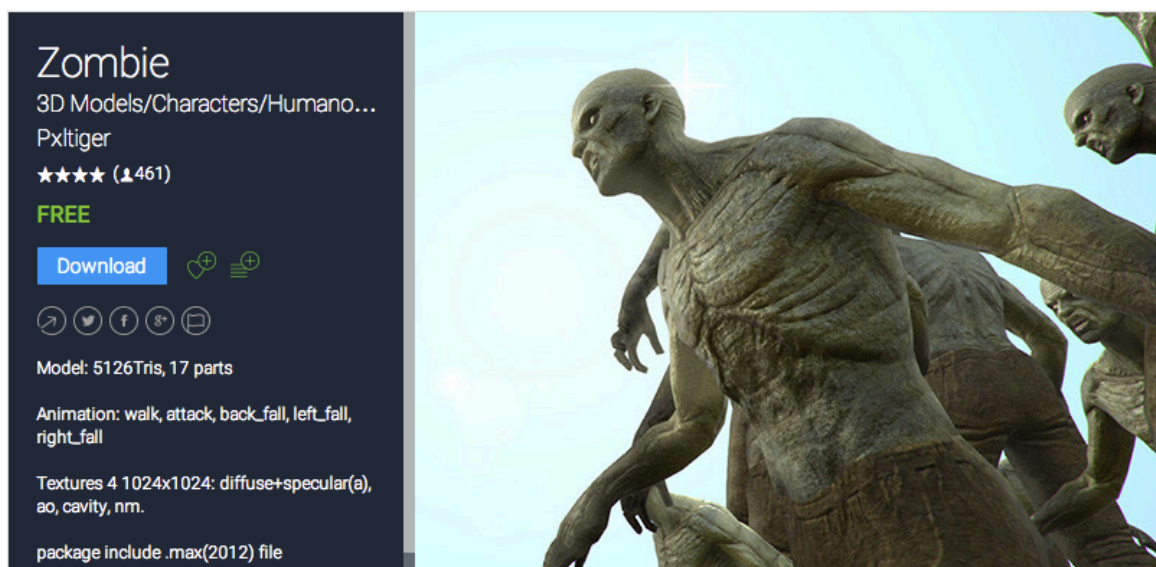 Zombie
3D Models/Characters/Humano...
Pxltiger
★★★★ (461)
FREE
Download
Model: 5126Tris, 17 parts
Animation: walk, attack, back_fall, left_fall,
right_fall
Textures 4 1024x1024: diffuse+specular(a),
ao, cavity, nm.
package include .max(2012) file